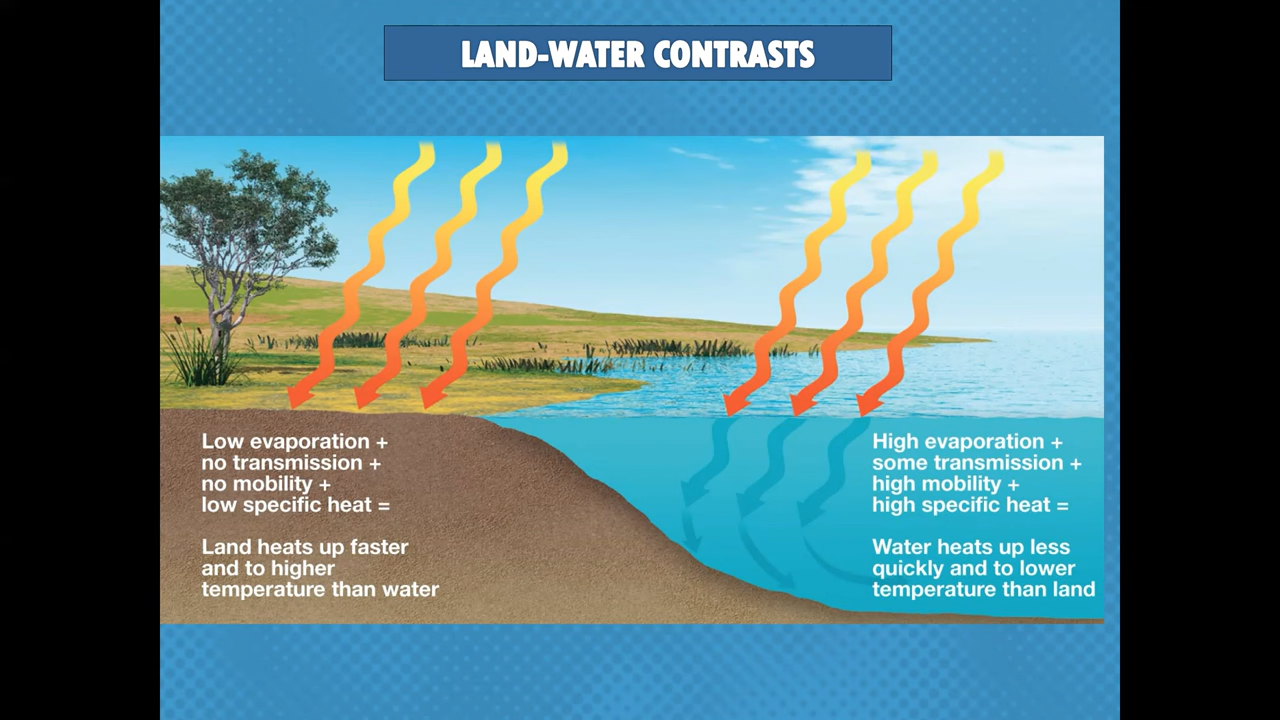 LAND-WATER CONTRASTS
Low evaporation +
no transmission +
no mobility +
low specific heat =
Land heats up faster
and to higher
temperature than water
High evaporation +
some transmission +
high mobility +
high specific heat =
Water heats up less
quickly and to lower
temperature than land